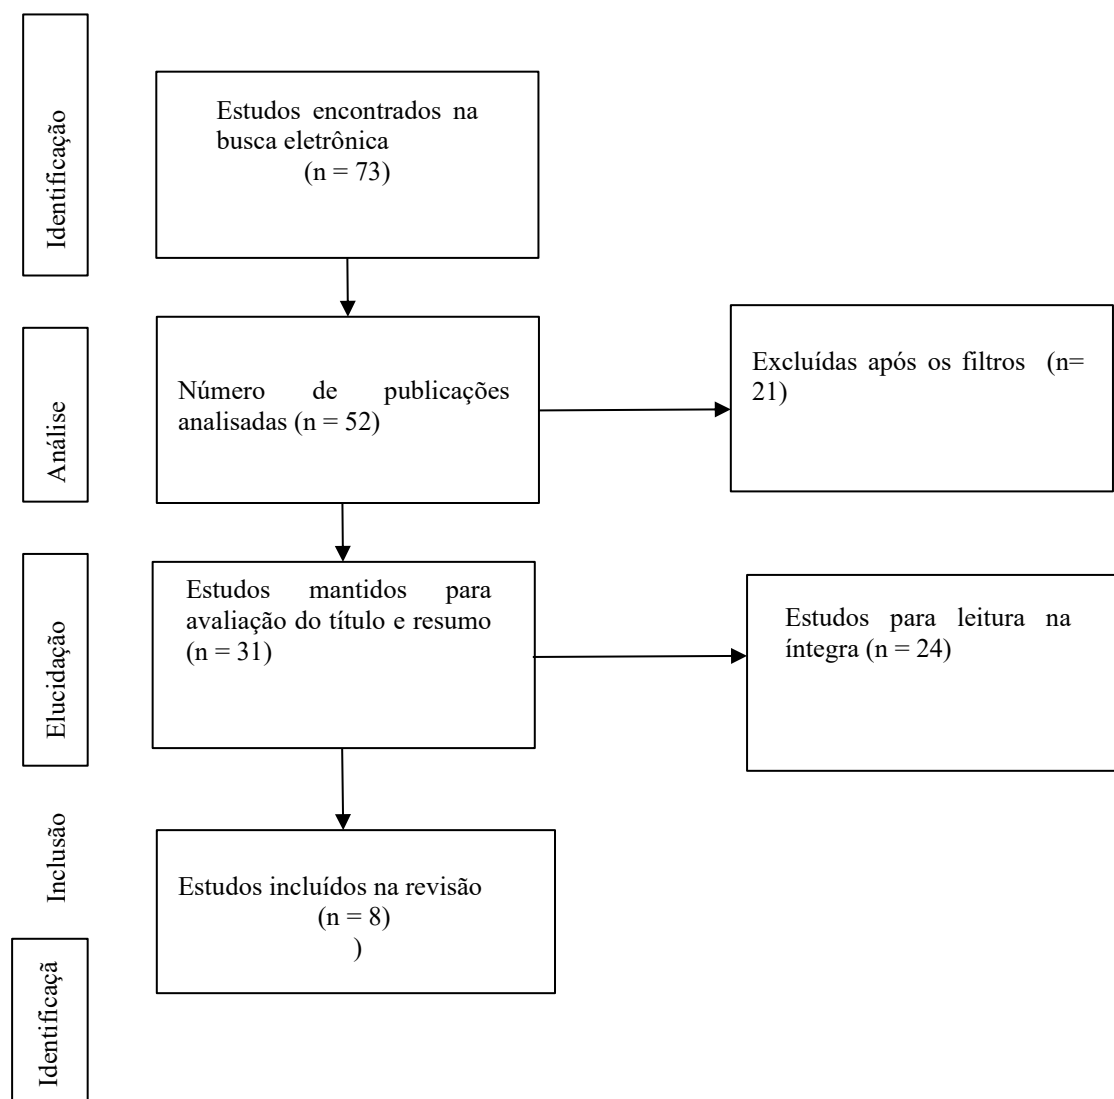 Identificação
Estudos encontrados na
busca eletrônica
(n = 73)
Análise
Número de publicações
analisadas (n = 52)
Excluídas após os filtros (n=
21)
Elucidação
Estudos mantidos para
avaliação do título e resumo
(n = 31)
Estudos para leitura na
íntegra (n = 24)
Inclusão
Estudos incluídos na revisão
(n = 8)
)
Identificaçã